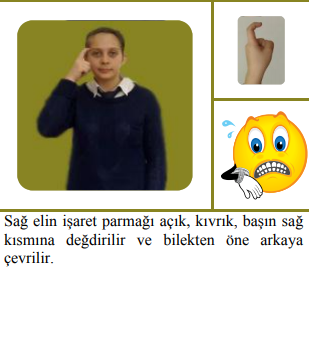 Sağ elin işaret parmağı açık, kıvrık, başın sağ
kısmına değdirilir ve bilekten öne arkaya
çevrilir.